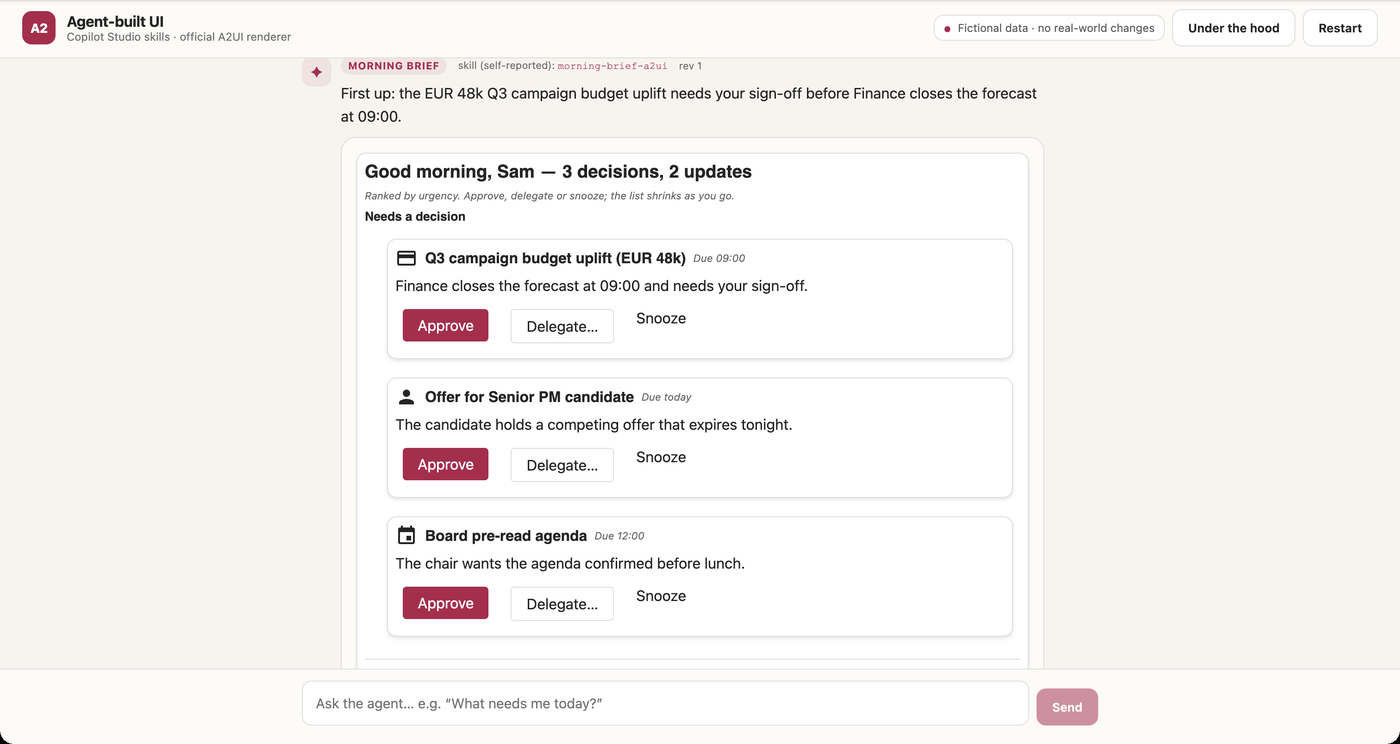 A2
Agent-built UI
Copilot Studio skills · official A2UI renderer
Fictional data · no real-world changes
Under the hood
Restart
MORNING BRIEF skill (self-reported): morning-brief-a2ui rev 1
First up: the EUR 48k Q3 campaign budget uplift needs your sign-off before Finance closes the forecast
at 09:00.
Good morning, Sam — 3 decisions, 2 updates
Ranked by urgency. Approve, delegate or snooze; the list shrinks as you go.
Needs a decision
Q3 campaign budget uplift (EUR 48k) Due 09:00
Finance closes the forecast at 09:00 and needs your sign-off.
Approve Delegate... Snooze
Offer for Senior PM candidate Due today
The candidate holds a competing offer that expires tonight.
Approve Delegate... Snooze
Board pre-read agenda Due 12:00
The chair wants the agenda confirmed before lunch.
Approve Delegate... Snooze
Ask the agent… e.g. “What needs me today?”
Send